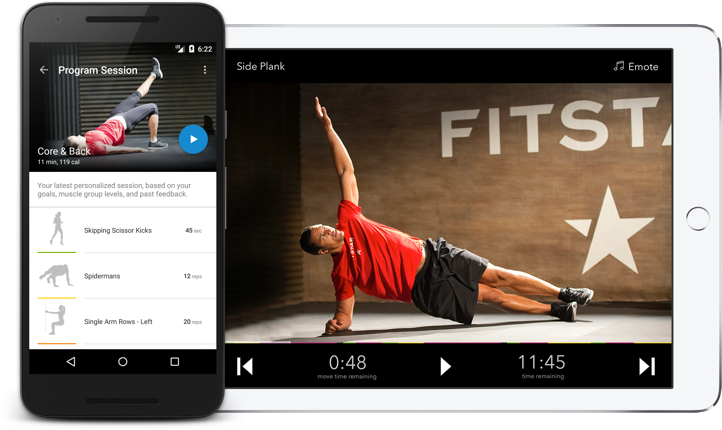 6:22
Program Session
Core & Back
11 min, 119 cal
Your latest personalized session, based on your
goals, muscle group levels, and past feedback.
Skipping Scissor Kicks 45 sec
Spidermans 12 reps
Single Arm Rows - Left 20 reps
Side Plank Emote
FITSTA
0:48
move time remaining
11:45
time remaining